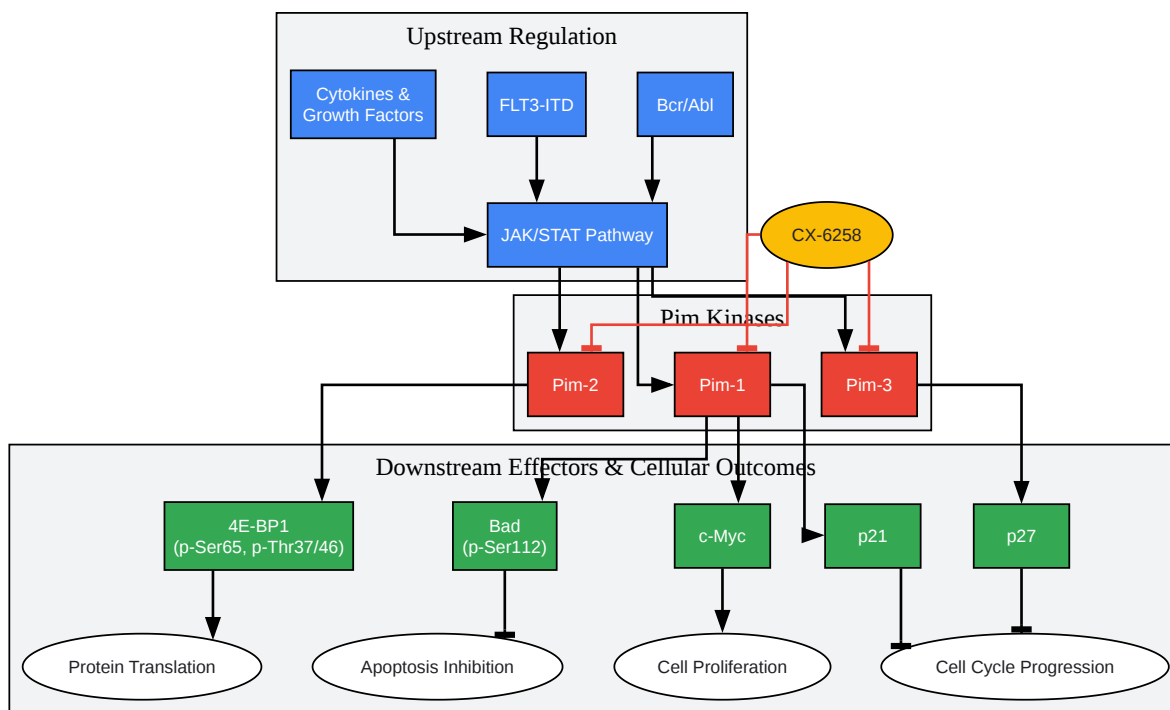 Upstream Regulation
Cytokines &
Growth Factors
FLT3-ITD
Bcr/Abl
JAK/STAT Pathway
CX-6258
Pim Kinases
Pim-2
Pim-1
Pim-3
Downstream Effectors & Cellular Outcomes
4E-BP1
(p-Ser65, p-Thr37/46)
Bad
(p-Ser112)
c-Myc
p21
p27
Protein Translation
Apoptosis Inhibition
Cell Proliferation
Cell Cycle Progression